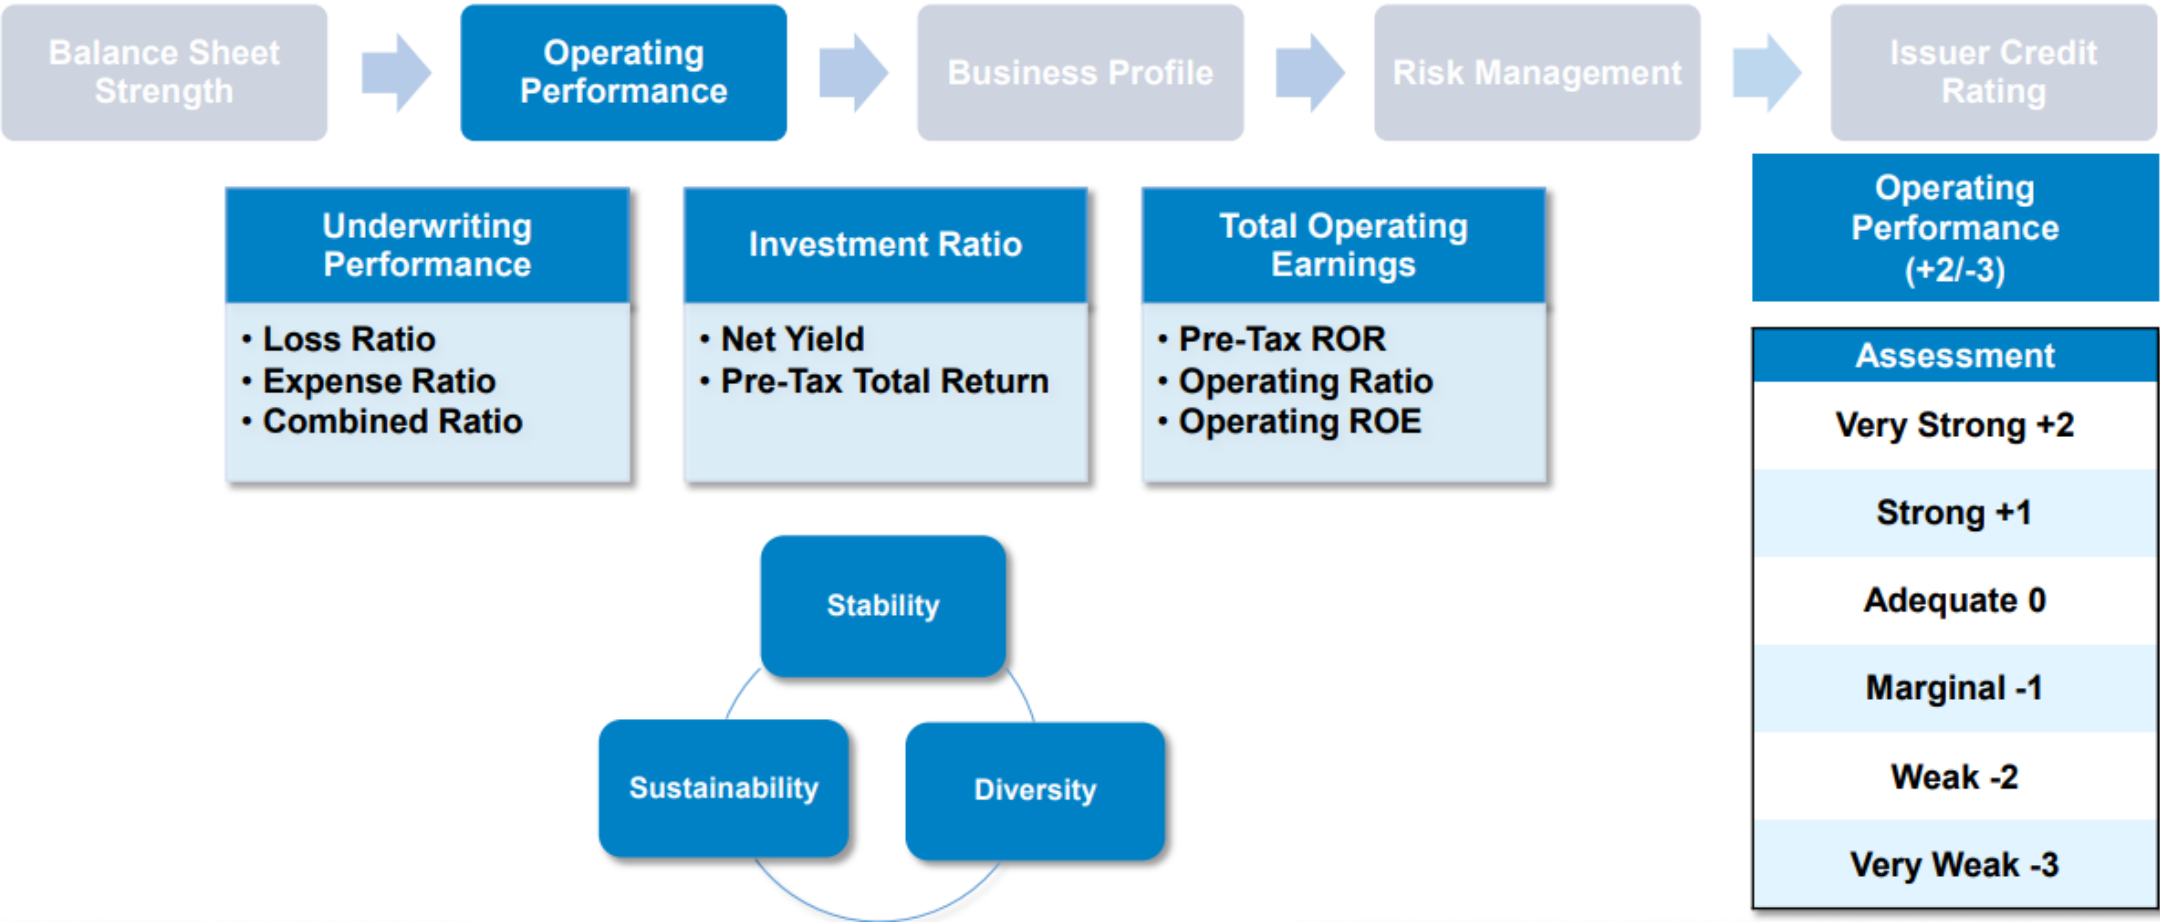 Balance Sheet
Strength
Operating
Performance
Business Profile
Risk Management
Issuer Credit
Rating
Underwriting
Performance
• Loss Ratio
• Expense Ratio
• Combined Ratio
Investment Ratio
• Net Yield
• Pre-Tax Total Return
Total Operating
Earnings
• Pre-Tax ROR
• Operating Ratio
• Operating ROE
Operating
Performance
(+2/-3)
Assessment
Very Strong +2
Strong +1
Adequate 0
Marginal -1
Weak -2
Very Weak -3
Stability
Sustainability
Diversity